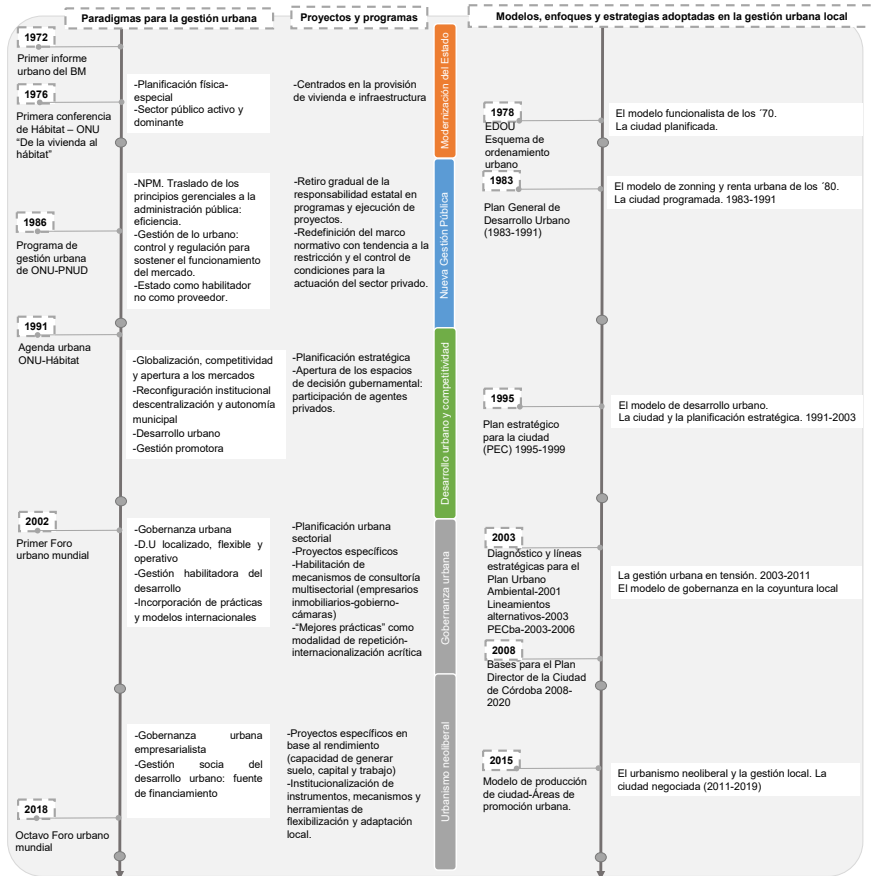 Paradigmas para la gestión urbana
Proyectos y programas
Modelos, enfoques y estrategias adoptadas en la gestión urbana local
1972
Primer informe
urbano del BM
1976
Primera conferencia
de Hábitat – ONU
“De la vivienda al
hábitat”
-Planificación física-
especial
-Sector público activo y
dominante
-Centrados en la provisión
de vivienda e infraestructura
Modernización del Estado
1978
EDOU
Esquema de
ordenamiento
urbano
El modelo funcionalista de los ´70.
La ciudad planificada.
1986
Programa de
gestión urbana
de ONU-PNUD
-NPM. Traslado de los
principios gerenciales a la
administración pública:
eficiencia.
-Gestión de lo urbano:
control y regulación para
sostener el funcionamiento
del mercado.
-Estado como habilitador
no como proveedor.
-Retiro gradual de la
responsabilidad estatal en
programas y ejecución de
proyectos.
-Redefinición del marco
normativo con tendencia a la
restricción y el control de
condiciones para la
actuación del sector privado.
Nueva Gestión Pública
1983
Plan General de
Desarrollo Urbano
(1983-1991)
El modelo de zonning y renta urbana de los ´80.
La ciudad programada. 1983-1991
1991
Agenda urbana
ONU-Hábitat
-Globalización, competitividad
y apertura a los mercados
-Reconfiguración institucional
descentralización y autonomía
municipal
-Desarrollo urbano
-Gestión promotora
-Planificación estratégica
-Apertura de los espacios
de decisión gubernamental:
participación de agentes
privados.
Desarrollo urbano y competitividad
1995
Plan estratégico
para la ciudad
(PEC) 1995-1999
El modelo de desarrollo urbano.
La ciudad y la planificación estratégica. 1991-2003
2002
Primer Foro
urbano mundial
-Gobernanza urbana
-D.U localizado, flexible y
operativo
-Gestión habilitadora del
desarrollo
-Incorporación de prácticas
y modelos internacionales
-Planificación urbana
sectorial
-Proyectos específicos
-Habilitación de
mecanismos de consultoría
multisectorial (empresarios
inmobiliarios-gobierno-
cámaras)
-“Mejores prácticas” como
modalidad de repetición-
internacionalización acrítica
Gobernanza urbana
2003
Diagnóstico y líneas
estratégicas para el
Plan Urbano
Ambiental-2001
Lineamientos
alternativos-2003
PECba-2003-2006
2008
Bases para el Plan
Director de la Ciudad
de Córdoba 2008-
2020
La gestión urbana en tensión. 2003-2011
El modelo de gobernanza en la coyuntura local
2018
Octavo Foro urbano
mundial
-Gobernanza urbana
empresarialista
-Gestión socia del
desarrollo urbano: fuente
de financiamiento
-Proyectos específicos en
base al rendimiento
(capacidad de generar
suelo, capital y trabajo)
-Institucionalización de
instrumentos, mecanismos y
herramientas de
flexibilización y adaptación
local.
Urbanismo neoliberal
2015
Modelo de producción
de ciudad-Áreas de
promoción urbana.
El urbanismo neoliberal y la gestión local. La
ciudad negociada (2011-2019)